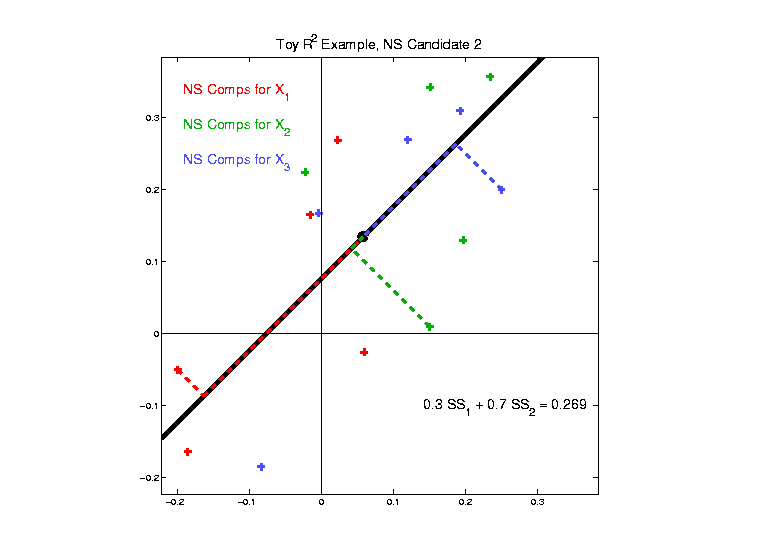 Toy R² Example, NS Candidate 2
NS Comps for X₁
NS Comps for X₂
NS Comps for X₃
0.3
0.2
0.1
0
−0.1
−0.2
0.3 SS₁ + 0.7 SS₂ = 0.269
−0.2 −0.1 0 0.1 0.2 0.3